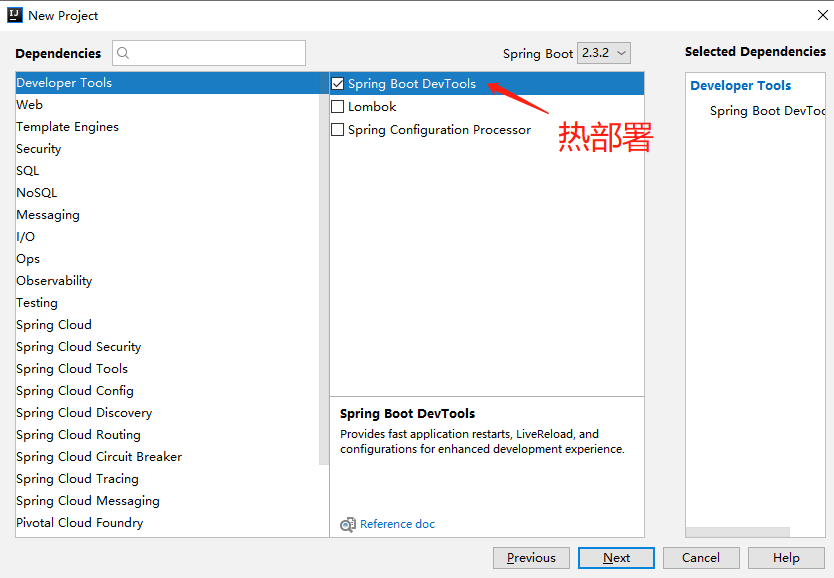 New Project
Dependencies
Spring Boot 2.3.2
Selected Dependencies
Developer Tools
Web
Template Engines
Security
SQL
NoSQL
Messaging
I/O
Ops
Observability
Testing
Spring Cloud
Spring Cloud Security
Spring Cloud Tools
Spring Cloud Config
Spring Cloud Discovery
Spring Cloud Routing
Spring Cloud Circuit Breaker
Spring Cloud Tracing
Spring Cloud Messaging
Pivotal Cloud Foundry
Spring Boot DevTools
Lombok
Spring Configuration Processor
热部署
Spring Boot DevTools
Provides fast application restarts, LiveReload, and
configurations for enhanced development experience.
Reference doc
Developer Tools
Spring Boot DevToo
Previous
Next
Cancel
Help